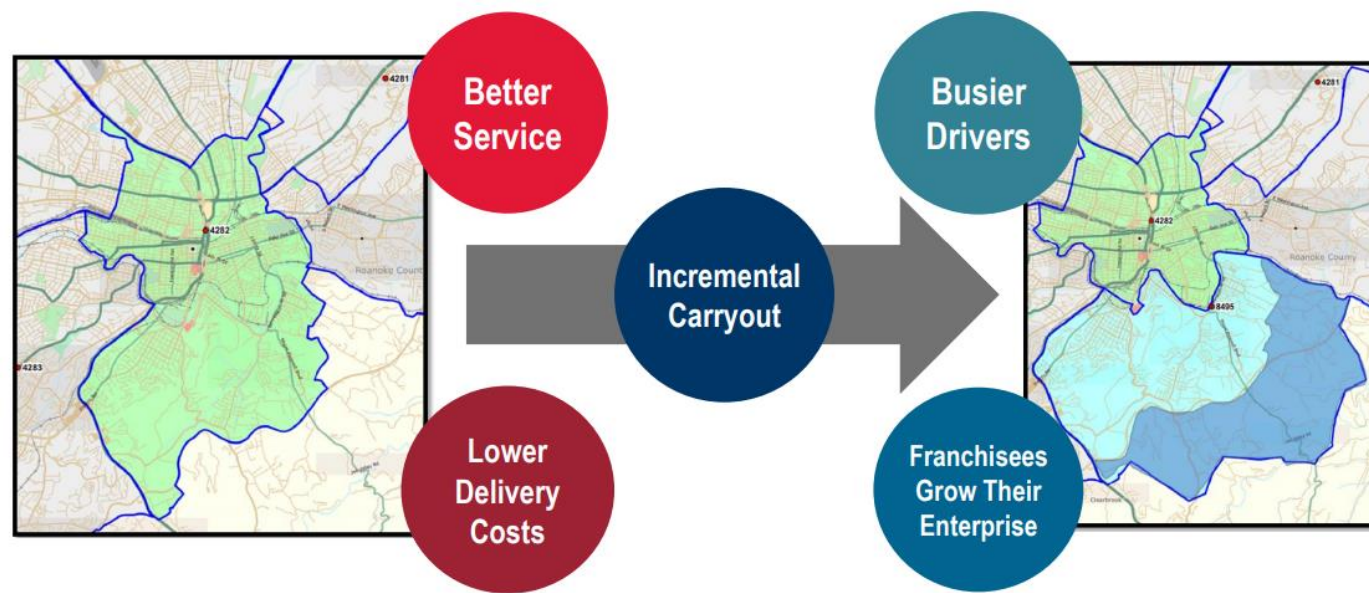 4281
Better
Service
4282
Roanoke Count
4283
Lower
Delivery
Costs
Incremental
Carryout
Busier
Drivers
4281
4282
Roanoke County
8495
Clearbrook
Franchisees
Grow Their
Enterprise